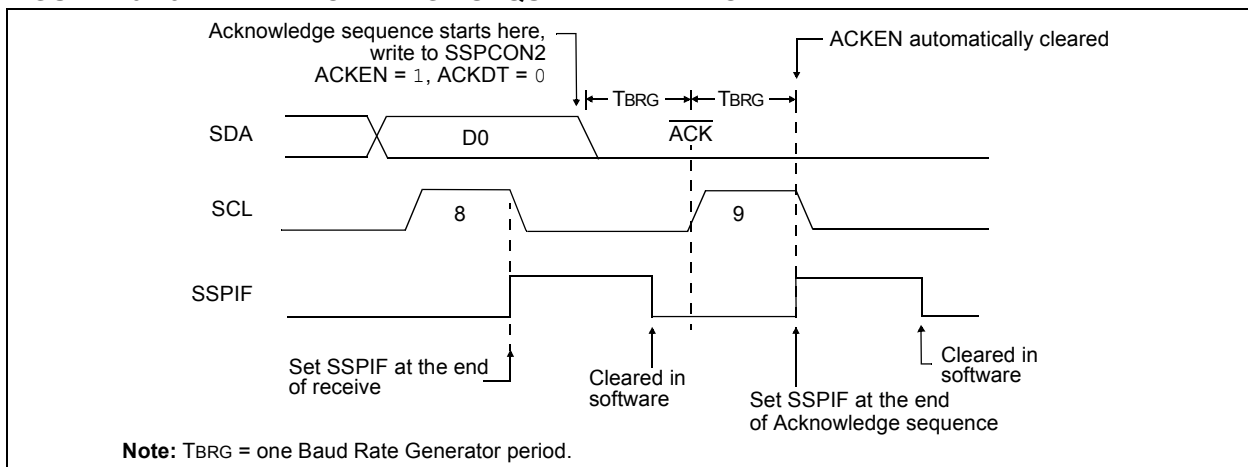 Acknowledge sequence starts here,
write to SSPCON2
ACKEN = 1, ACKDT = 0
ACKEN automatically cleared
TBRG
TBRG
SDA
D0
ACK
SCL
8
9
SSPIF
Set SSPIF at the end
of receive
Cleared in
software
Set SSPIF at the end
of Acknowledge sequence
Cleared in
software
Note: TBRG = one Baud Rate Generator period.